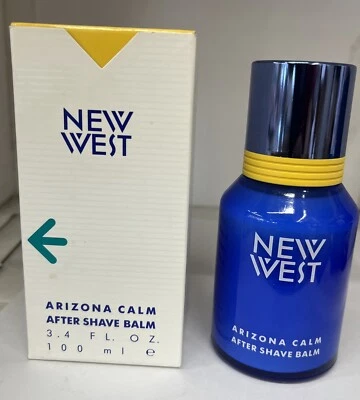 NEW
WEST
ARIZONA CALM
AFTER SHAVE BALM
3.4 FL. OZ.
100 ml e
NEW
WEST
ARIZONA CALM
AFTER SHAVE BALM